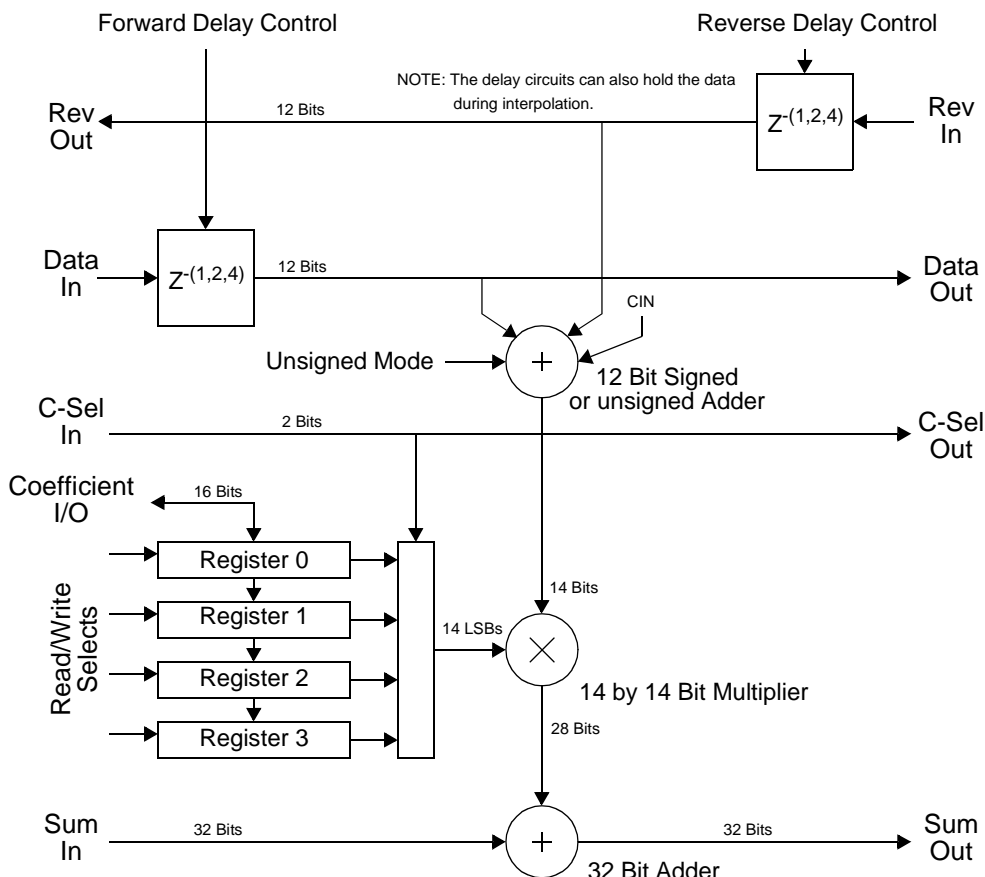 Forward Delay Control
Reverse Delay Control
NOTE: The delay circuits can also hold the data
during interpolation.
Rev
Out
12 Bits
Z-(1,2,4)
Rev
In
Data
In
Z-(1,2,4)
12 Bits
Data
Out
CIN
Unsigned Mode
+
12 Bit Signed
or unsigned Adder
C-Sel
In
2 Bits
C-Sel
Out
Coefficient
I/O
16 Bits
Read/Write
Selects
Register 0
Register 1
Register 2
Register 3
14 Bits
14 LSBs
14 by 14 Bit Multiplier
28 Bits
Sum
In
32 Bits
+
32 Bits
Sum
Out
32 Bit Adder